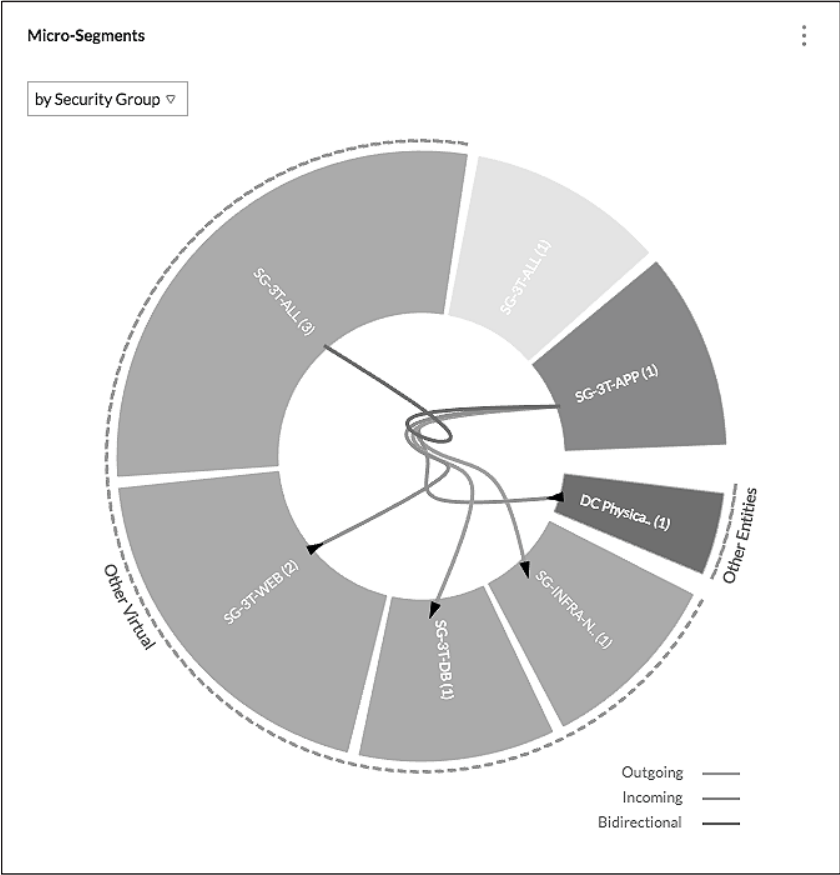 Micro-Segments
by Security Group
SG-3T-ALL (3)
SG-3T-ALL (1)
SG-3T-APP (1)
DC Physica.. (1)
Other Entities
SG-INFRA-N.. (1)
SG-3T-DB (1)
SG-3T-WEB (2)
Other Virtual
Outgoing
Incoming
Bidirectional